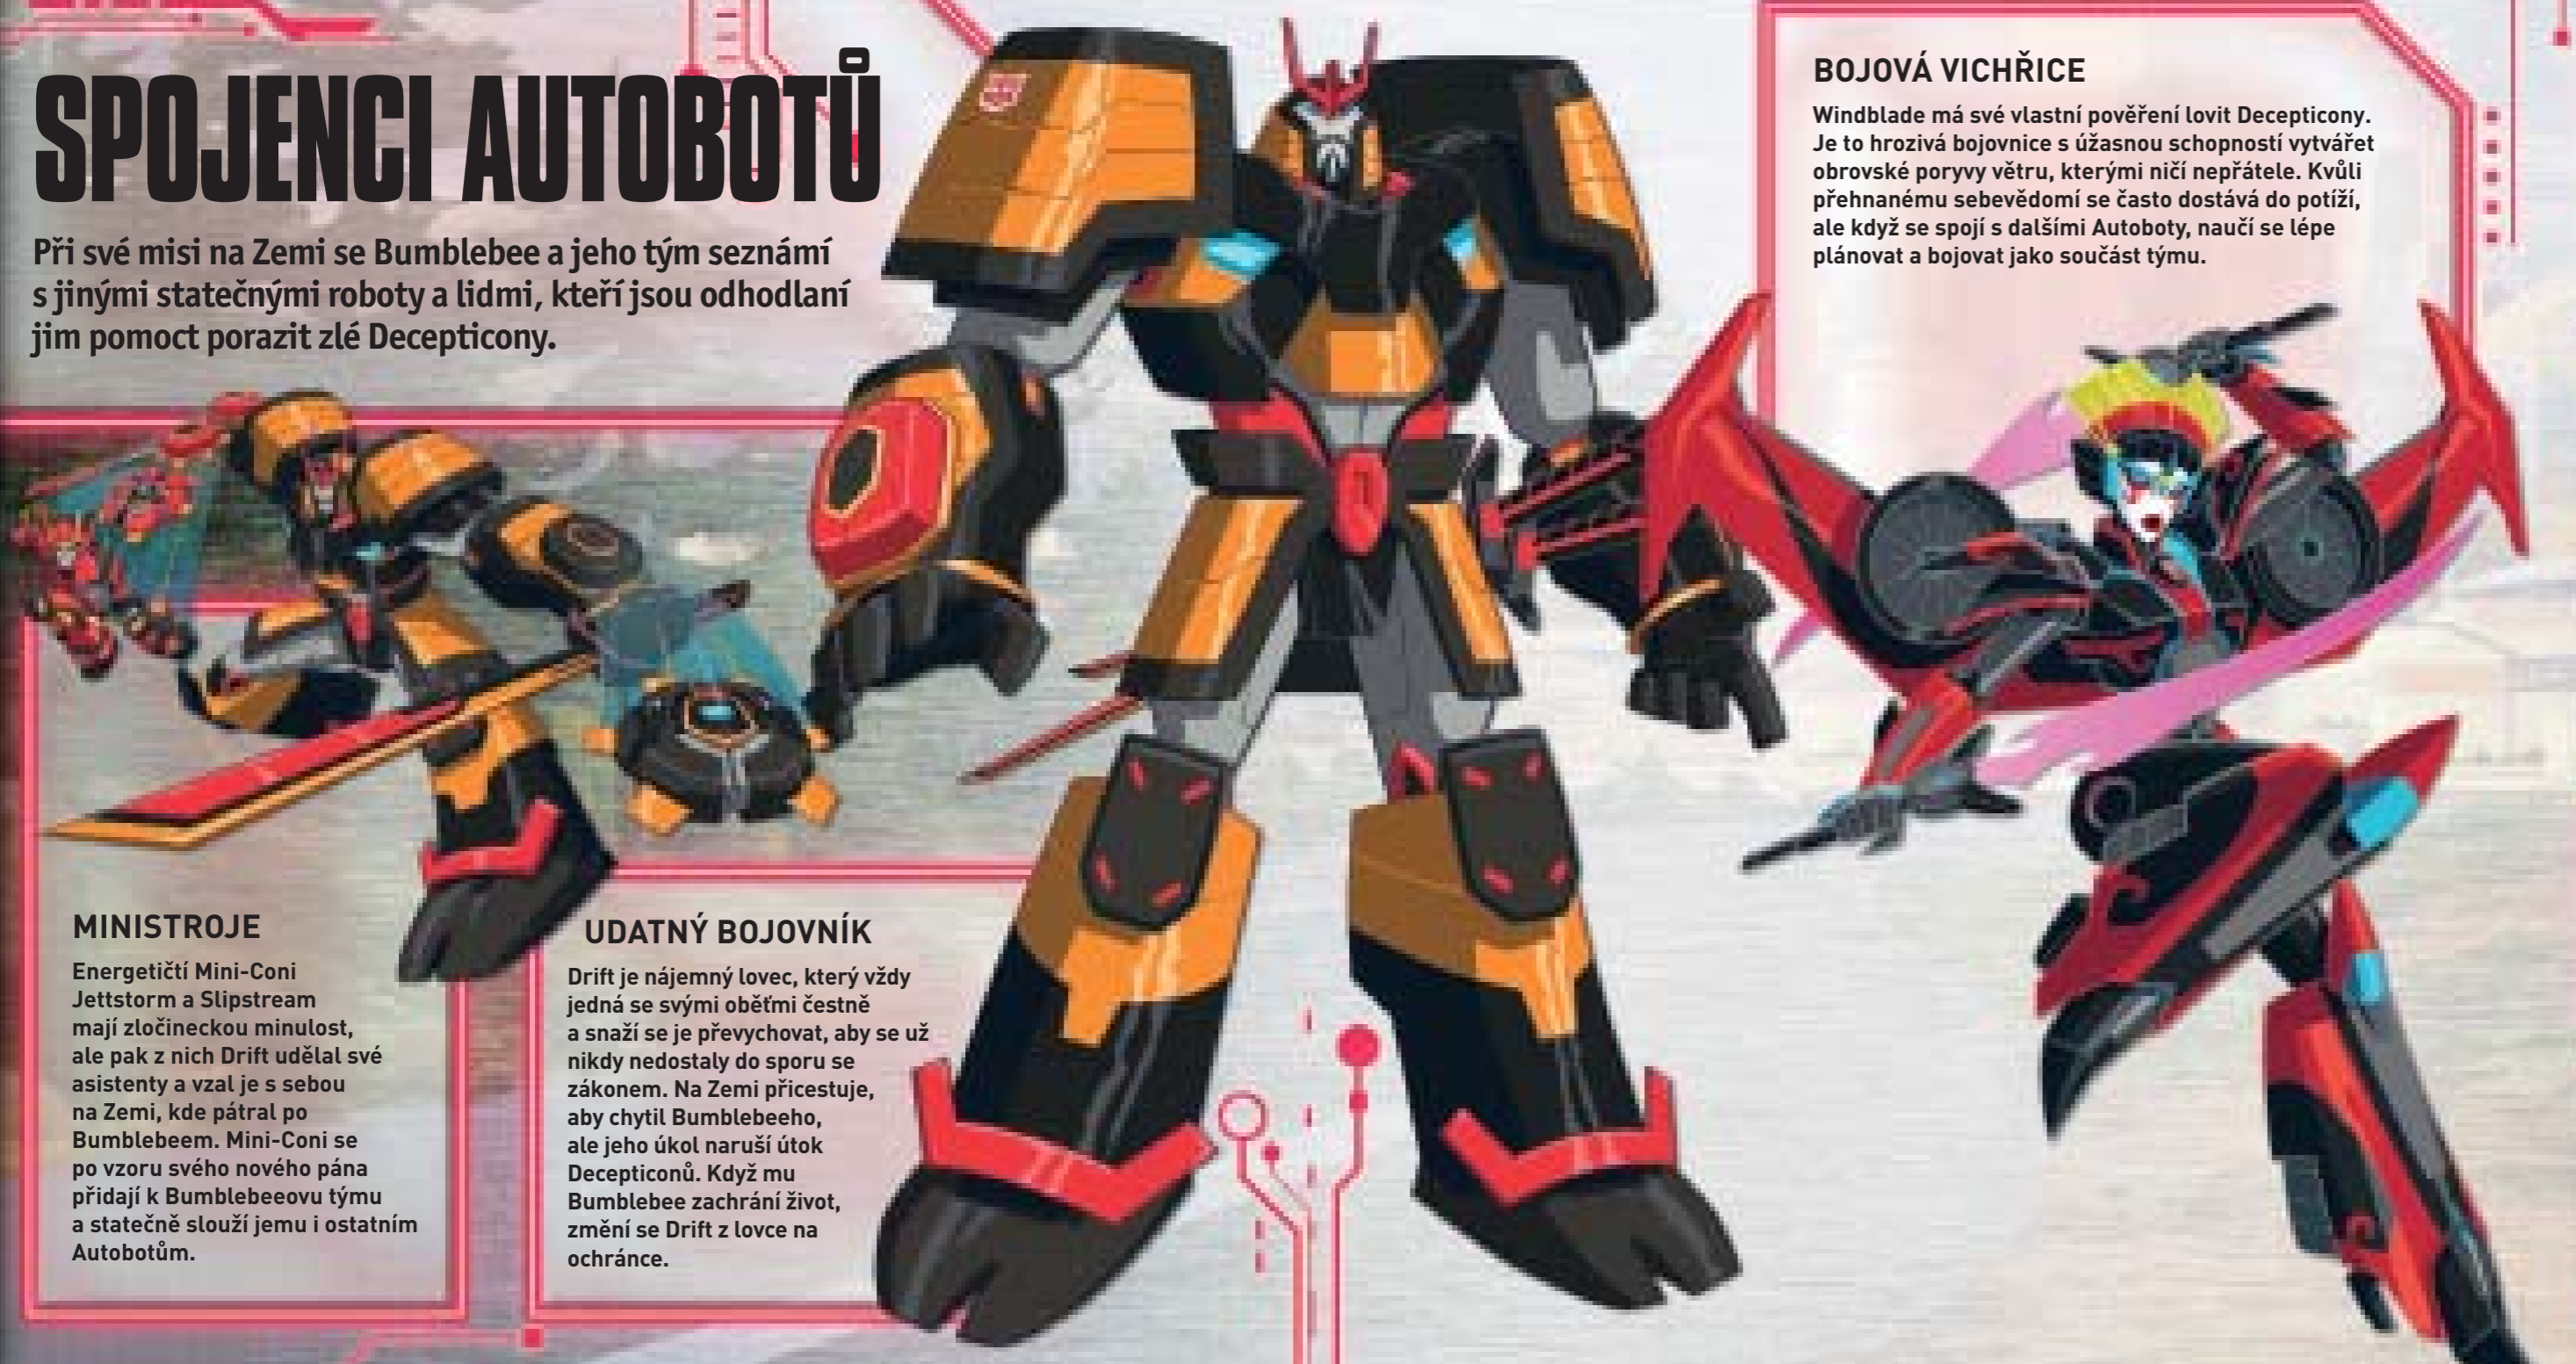 SPOJENCI AUTOBOTŮ
Při své misi na Zemi se Bumblebee a jeho tým seznámí
s jinými statečnými roboty a lidmi, kteří jsou odhodlaní
jim pomoct porazit zlé Decepticony.
MINISTROJE
Energetičtí Mini-Coni
Jettstorm a Slipstream
mají zločineckou minulost,
ale pak z nich Drift udělal své
asistenty a vzal je s sebou
na Zemi, kde pátral po
Bumblebeem. Mini-Coni se
po vzoru svého nového pána
přidají k Bumblebeeovu týmu
a statečně slouží jemu i ostatním
Autobotům.
UDATNÝ BOJOVNÍK
Drift je nájemný lovec, který vždy
jedná se svými oběťmi čestně
a snaží se je převychovat, aby se už
nikdy nedostaly do sporu se
zákonem. Na Zemi přicestuje,
aby chytil Bumblebeeho,
ale jeho úkol naruší útok
Decepticonů. Když mu
Bumblebee zachrání život,
změní se Drift z lovce na
ochránce.
BOJOVÁ VICHŘICE
Windblade má své vlastní pověření lovit Decepticony.
Je to hrozivá bojovnice s úžasnou schopností vytvářet
obrovské poryvy větru, kterými ničí nepřátele. Kvůli
přehnanému sebevědomí se často dostává do potíží,
ale když se spojí s dalšími Autoboty, naučí se lépe
plánovat a bojovat jako součást týmu.